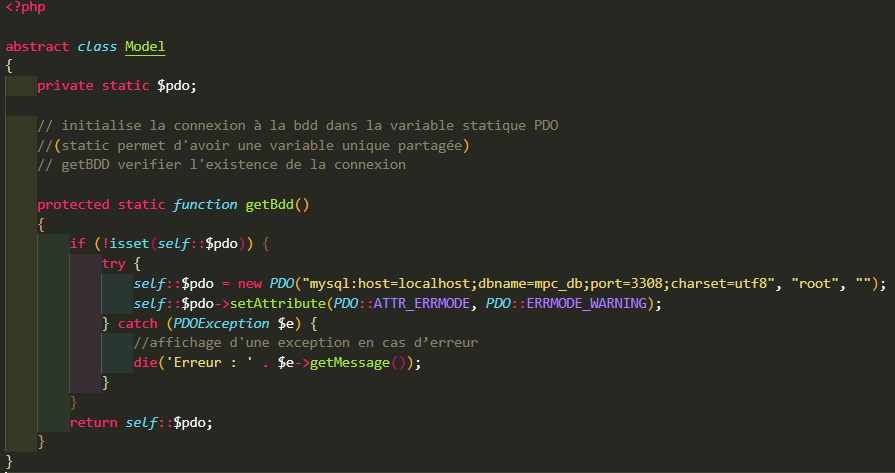 <?php
abstract class Model
{
private static $pdo;
// initialise la connexion à la bdd dans la variable statique PDO
//(static permet d'avoir une variable unique partagée)
// getBDD verifier l'existence de la connexion
protected static function getBdd()
{
if (!isset(self::$pdo)) {
try {
self::$pdo = new PDO("mysql:host=localhost;dbname=mpc_db;port=3308;charset=utf8", "root", "");
self::$pdo->setAttribute(PDO::ATTR_ERRMODE, PDO::ERRMODE_WARNING);
} catch (PDOException $e) {
//affichage d'une exception en cas d’erreur
die('Erreur : ' . $e->getMessage());
}
}
return self::$pdo;
}
}